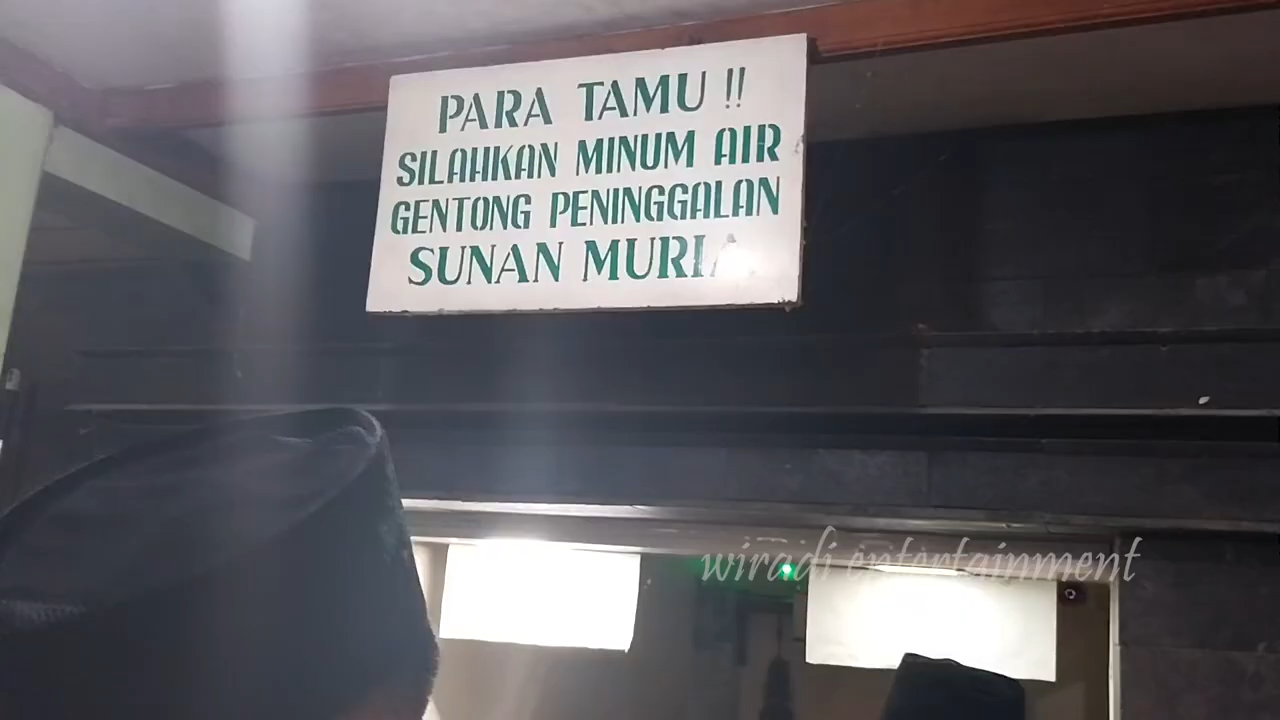 PARA TAMU !!
SILAHKAN MINUM AIR
GENTONG PENINGGALAN
SUNAN MURIA
wiradi entertainment